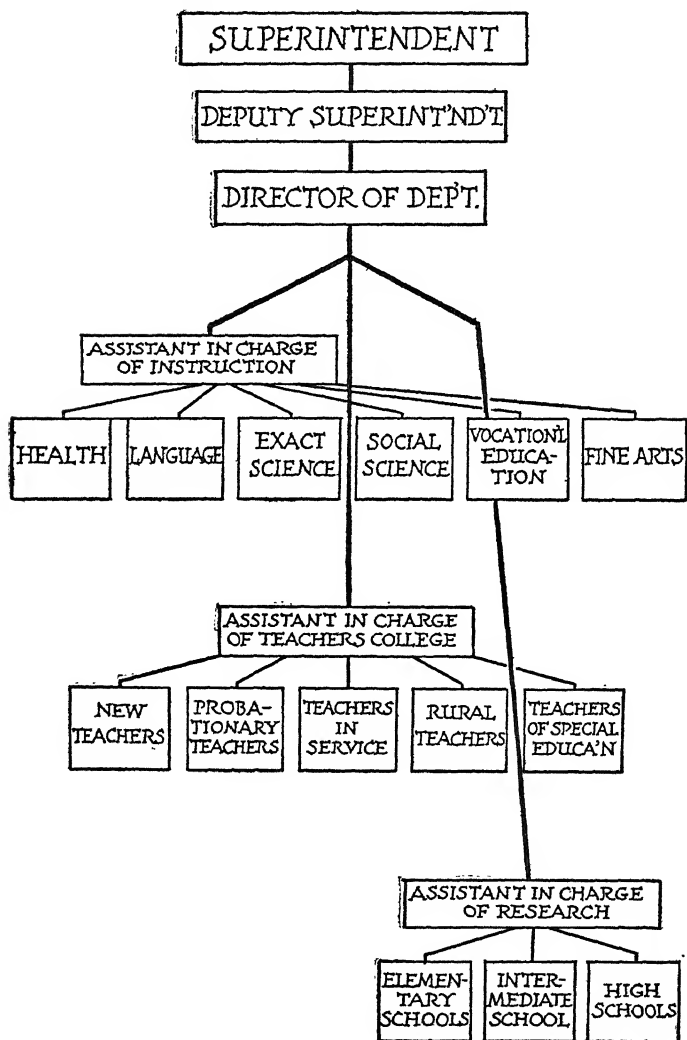 SUPERINTENDENT
DEPUTY SUPERINT'ND'T
DIRECTOR OF DEP'T.
ASSISTANT IN CHARGE
OF INSTRUCTION
HEALTH
LANGUAGE
EXACT
SCIENCE
SOCIAL
SCIENCE
VOCATION'L
EDUCA-
TION
FINE ARTS
ASSISTANT IN CHARGE
OF TEACHERS COLLEGE
NEW
TEACHERS
PROBA-
TIONARY
TEACHERS
TEACHERS
IN
SERVICE
RURAL
TEACHERS
TEACHERS
OF SPECIAL
EDUCA'N
ASSISTANT IN CHARGE
OF RESEARCH
ELEMEN-
TARY
SCHOOLS
INTER-
MEDIATE
SCHOOL
HIGH
SCHOOLS